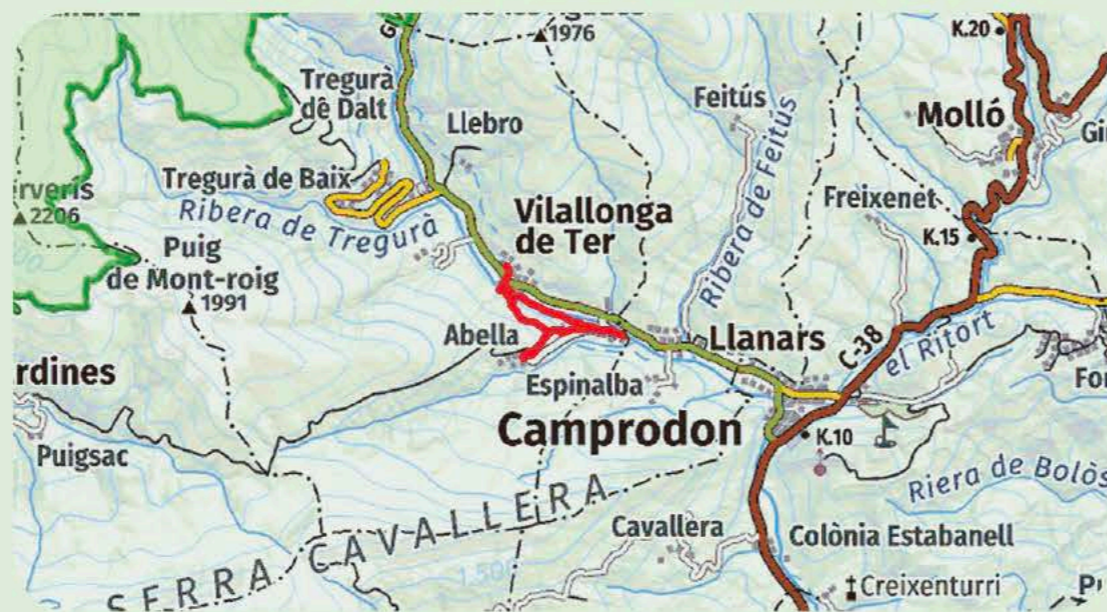 1976
K.20
Tregurà
de Dalt
Llebro
Feitús
Molló
Tregurà de Baix
Ribera de Feitús
Freixenet
2206
Ribera de Tregurà
Vilallonga
de Ter
K.15
Puig
de Mont-roig
1991
Abella
Llanars
C-38
el Ritort
rdines
Espinalba
Camprodon
K.10
Puigsac
Riera de Bolòs
SERRA CAVALLERA
Cavallera
Colònia Estabanell
1.500
Creixenturri